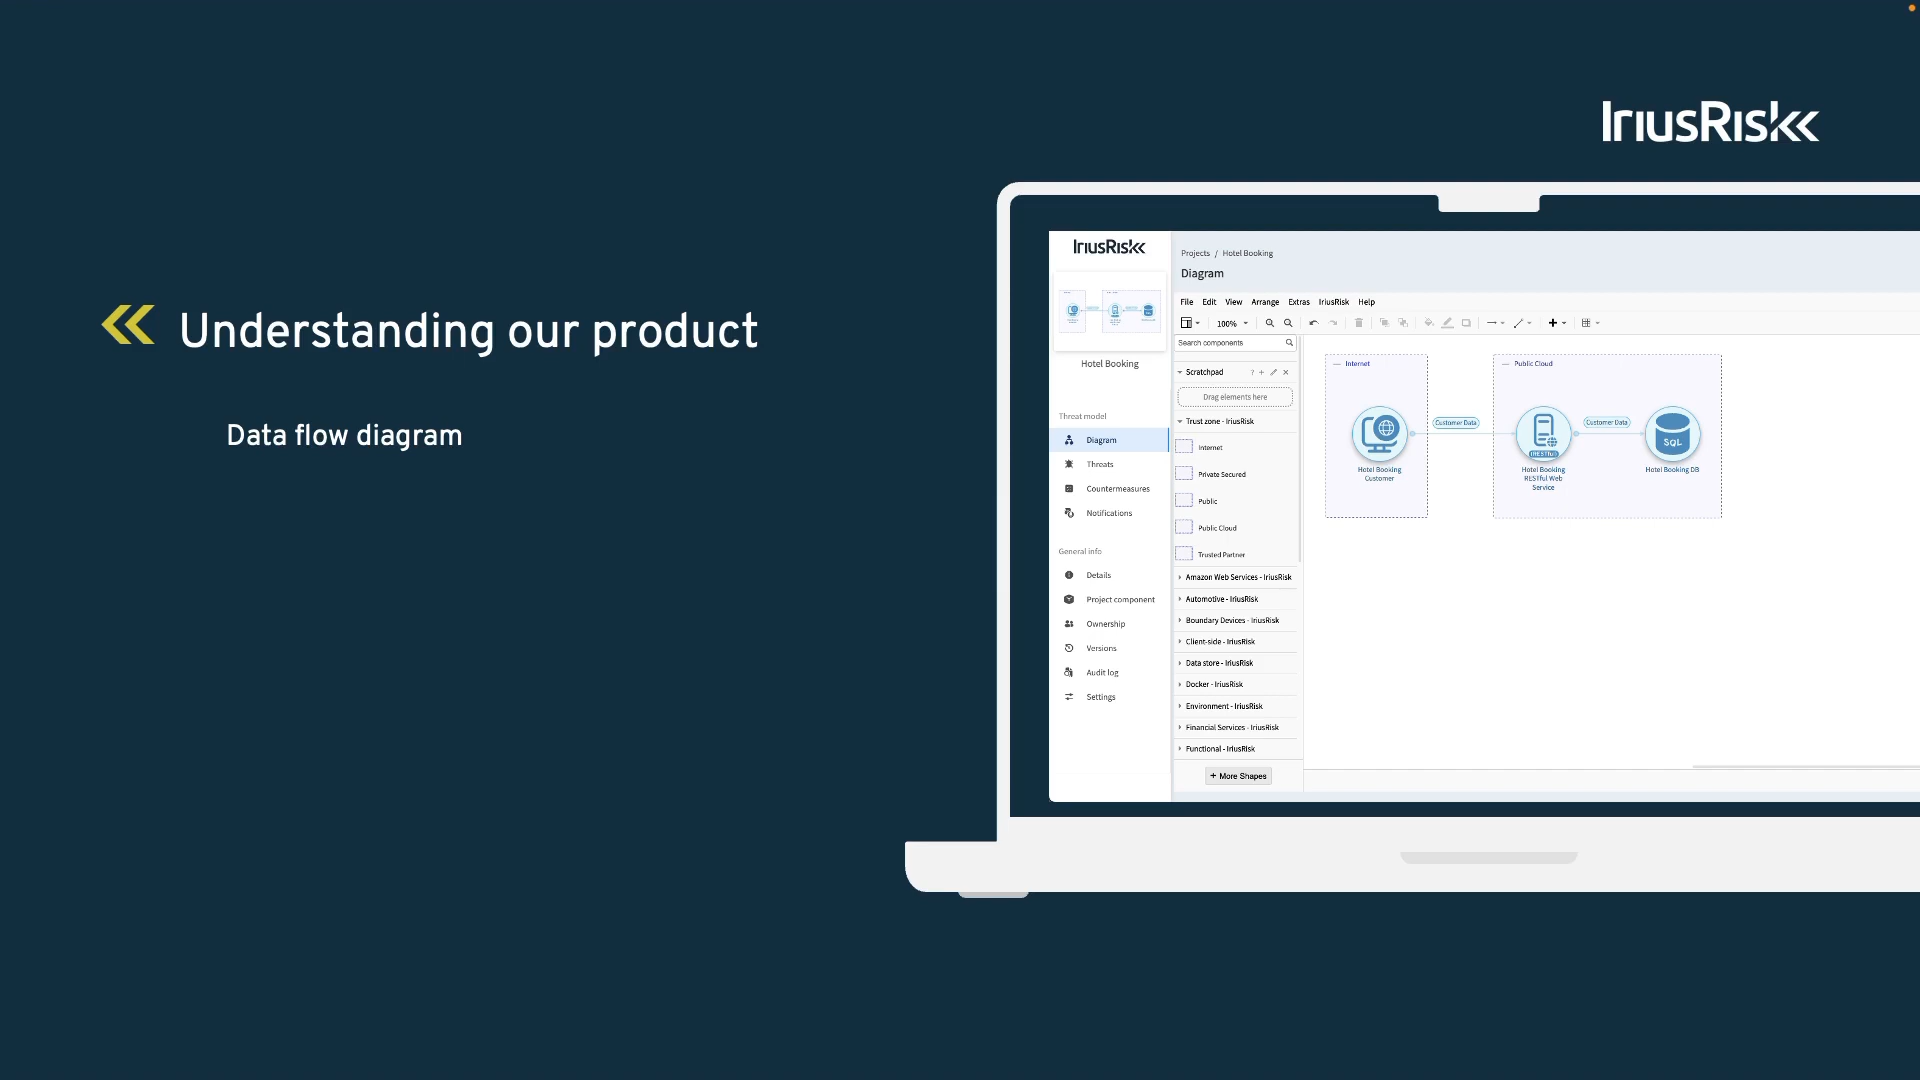 IriusRisk
Understanding our product
Data flow diagram
IriusRisk
Hotel Booking
Threat model
Diagram
Threats
Countermeasures
Notifications
General info
Details
Project component
Ownership
Versions
Audit log
Settings
Projects / Hotel Booking
Diagram
File Edit View Arrange Extras IriusRisk Help
100%
Search components
Scratchpad ? + ✕
Drag elements here
Trust zone - IriusRisk
Internet
Private Secured
Public
Public Cloud
Trusted Partner
Amazon Web Services - IriusRisk
Automotive - IriusRisk
Boundary Devices - IriusRisk
Client-side - IriusRisk
Data store - IriusRisk
Docker - IriusRisk
Environment - IriusRisk
Financial Services - IriusRisk
Functional - IriusRisk
+ More Shapes
Internet
Hotel Booking
Customer
Customer Data
Public Cloud
{RESTful}
Hotel Booking
RESTful Web
Service
Customer Data
SQL
Hotel Booking DB